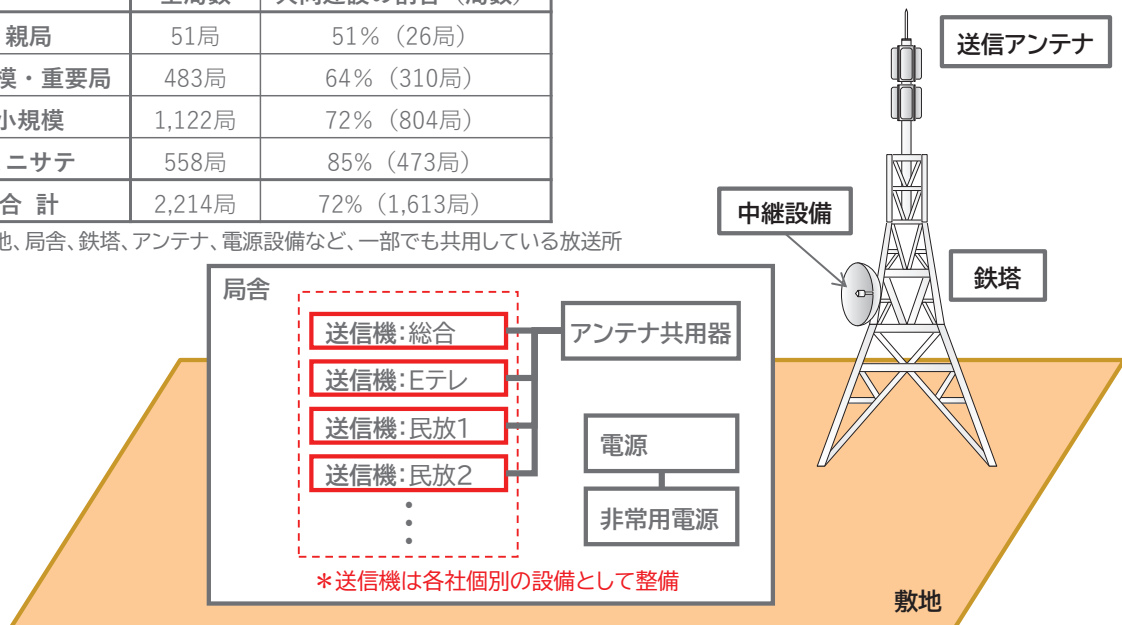 親局 51局 51%(26局)
模・重要局 483局 64%(310局)
小規模 1,122局 72%(804局)
ニサテ 558局 85%(473局)
合 計 2,214局 72%(1,613局)
局舎、鉄塔、アンテナ、電源設備など、一部でも共用している放送所
送信アンテナ
中継設備
鉄塔
局舎
送信機:総合
アンテナ共用器
送信機:Eテレ
送信機:民放1
電源
送信機:民放2
非常用電源
*送信機は各社個別の設備として整備
敷地